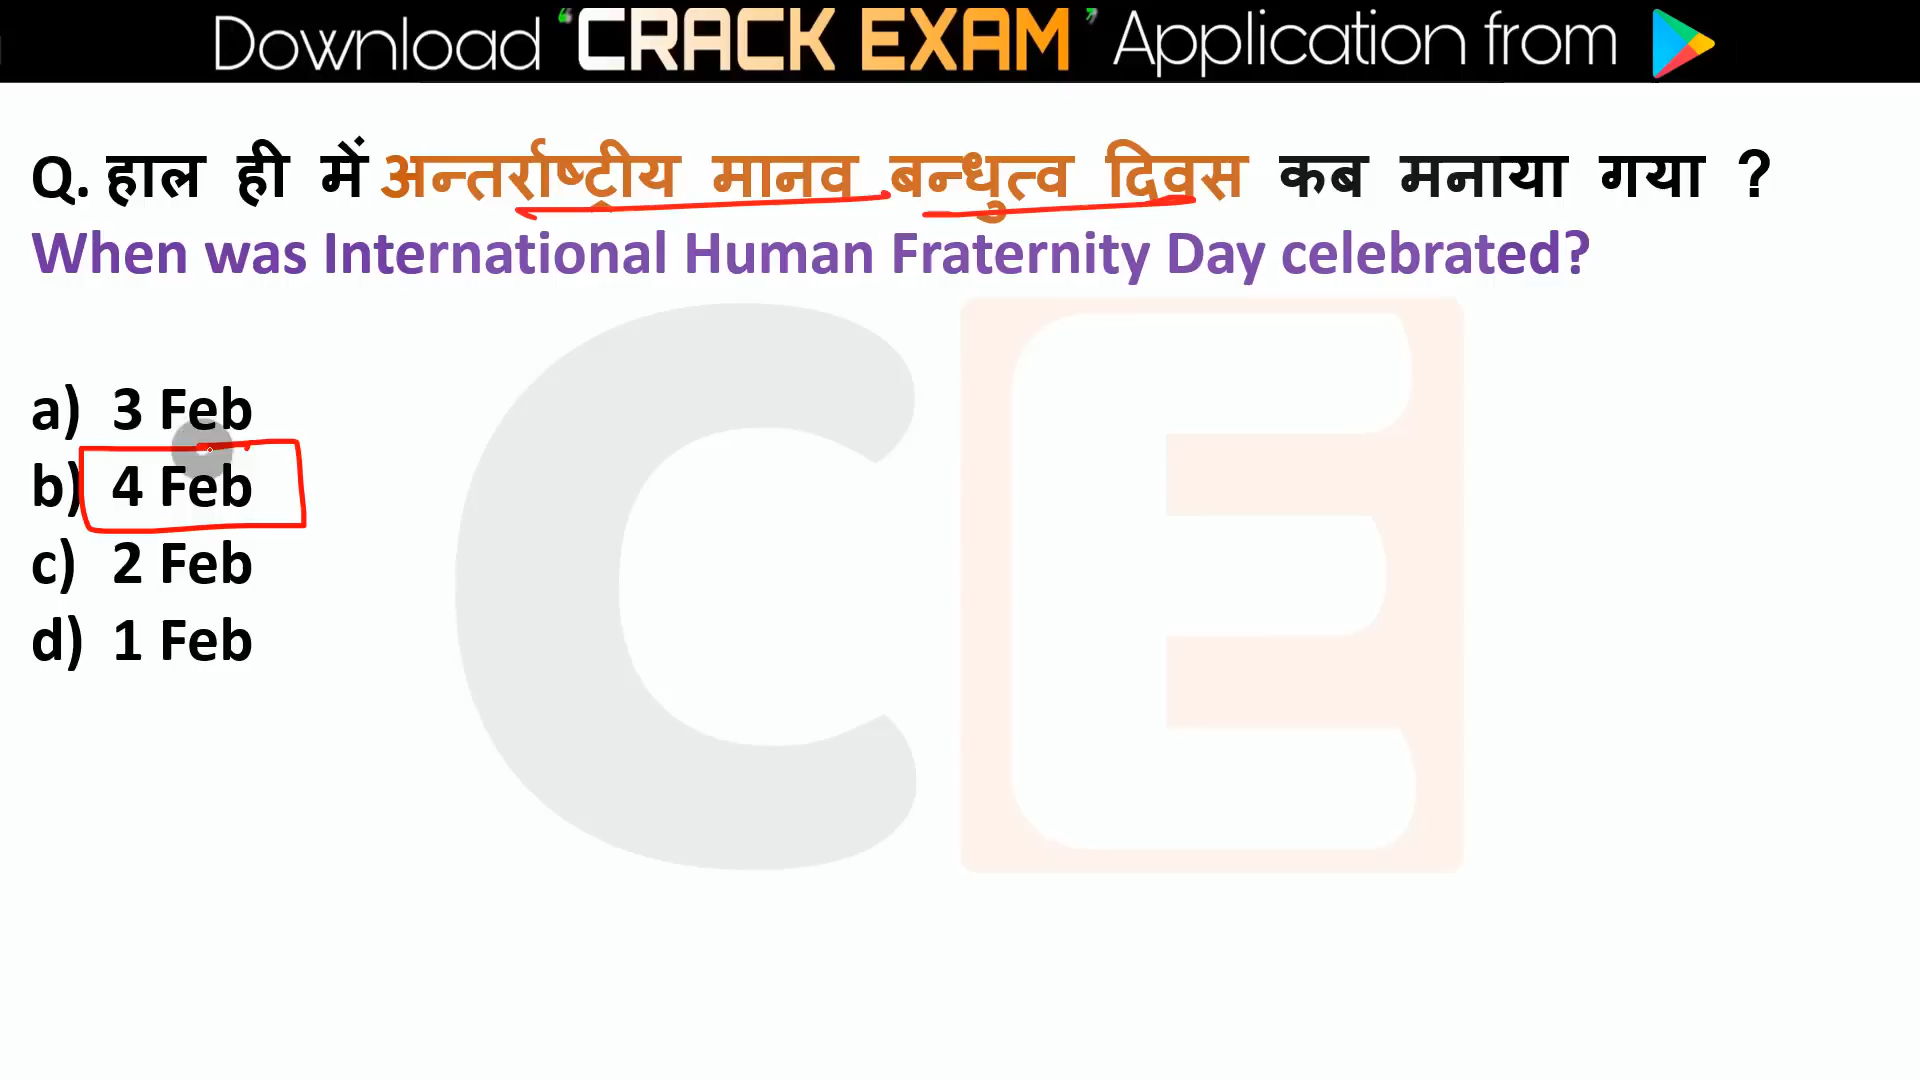 Download ‘CRACK EXAM’ Application from
Q. हाल ही में अन्तर्राष्ट्रीय मानव बन्धुत्व दिवस कब मनाया गया ?
When was International Human Fraternity Day celebrated?
a) 3 Feb
b) 4 Feb
c) 2 Feb
d) 1 Feb
CE